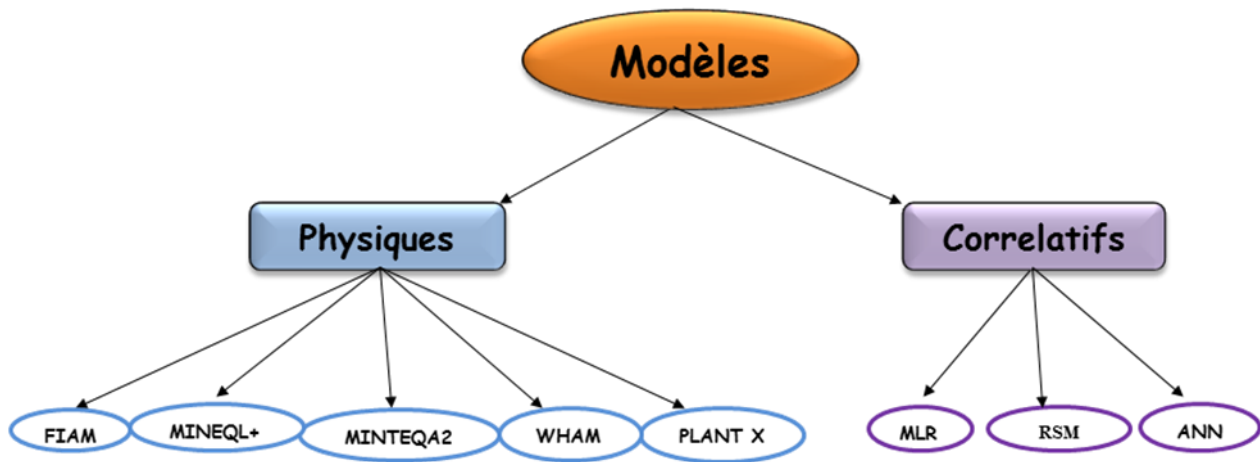 Modèles
Physiques
Correlatifs
FIAM
MINEQL+
MINTEQA2
WHAM
PLANT X
MLR
RSM
ANN